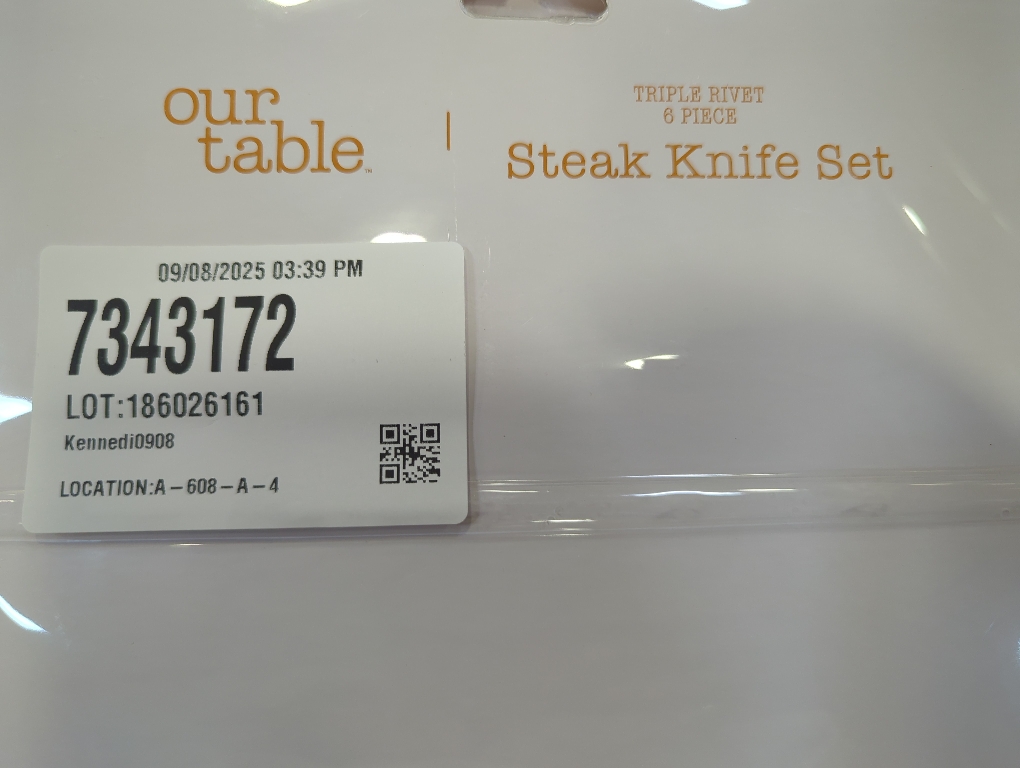 our
table™
TRIPLE RIVET
6 PIECE
Steak Knife Set
09/08/2025 03:39 PM
7343172
LOT:186026161
Kennedi0908
LOCATION:A-608-A-4